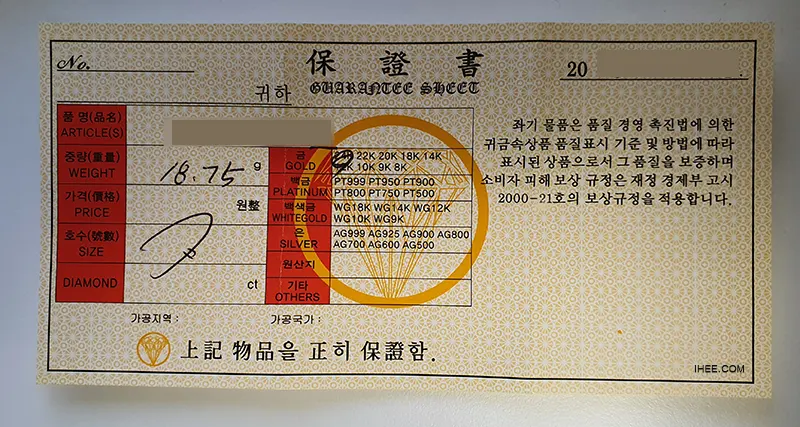 No.
保證書
20 .
귀하
GUARANTEE SHEET
품 명(品名)
ARTICLE(S)
중량(重量)
WEIGHT
18.75 g
가격(價格)
PRICE
원整
호수(號數)
SIZE
DIAMOND
ct
금
GOLD
22K 20K 18K 14K
10K 9K 8K
백금
PLATINUM
PT999 PT950 PT900
PT800 PT750 PT500
백색금
WHITEGOLD
WG18K WG14K WG12K
WG10K WG9K
은
SILVER
AG999 AG925 AG900 AG800
AG700 AG600 AG500
원산지
기타
OTHERS
좌기 물품은 품질 경영 촉진법에 의한
귀금속상품 품질표시 기준 및 방법에 따라
표시된 상품으로서 그 품질을 보증하며
소비자 피해 보상 규정은 재정 경제부 고시
2000-21호의 보상규정을 적용합니다.
가공지역 :
가공국가 :
上記 物品을 正히 保證함.
IHEE.COM